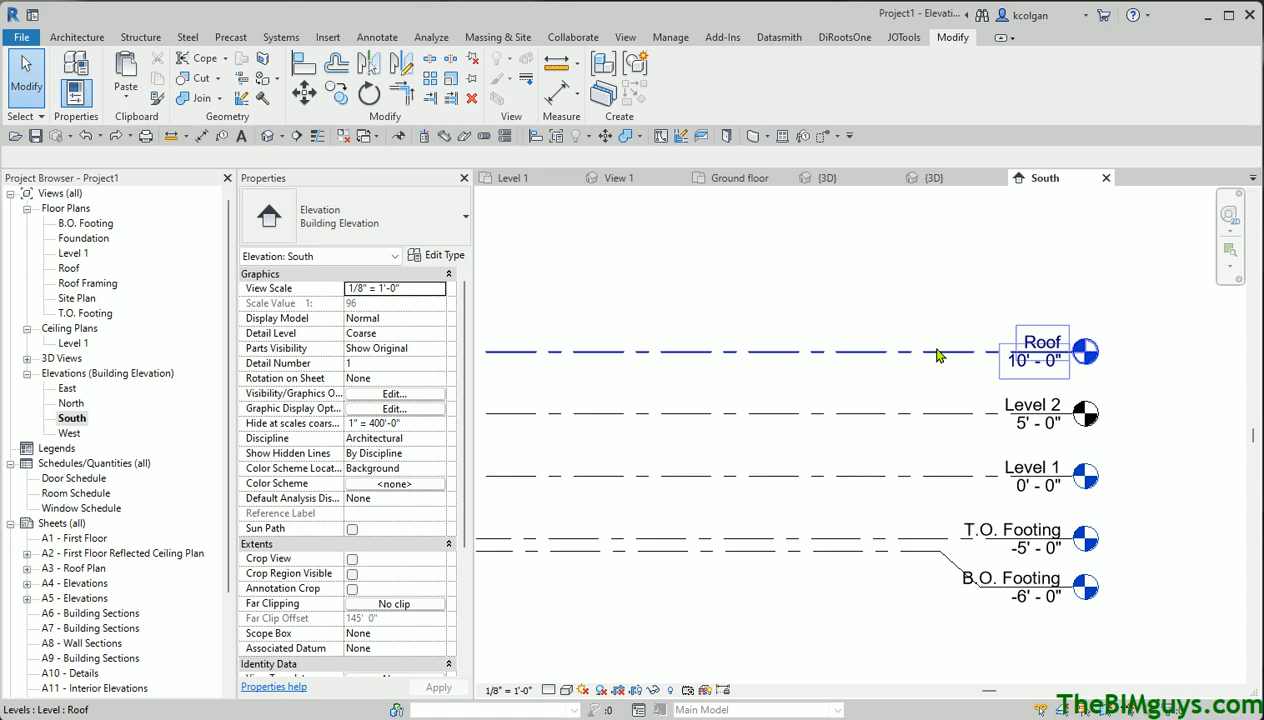 Project1 - Elevati...
kcolgan
File
Architecture
Structure
Steel
Precast
Systems
Insert
Annotate
Analyze
Massing & Site
Collaborate
View
Manage
Add-Ins
Datasmith
DiRootsOne
JOTools
Modify
Modify
Paste
Cope
Cut
Join
Select
Properties
Clipboard
Geometry
Modify
View
Measure
Create
Project Browser - Project1
Views (all)
Floor Plans
B.O. Footing
Foundation
Level 1
Roof
Roof Framing
Site Plan
T.O. Footing
Ceiling Plans
Level 1
3D Views
Elevations (Building Elevation)
East
North
South
West
Legends
Schedules/Quantities (all)
Door Schedule
Room Schedule
Window Schedule
Sheets (all)
A1 - First Floor
A2 - First Floor Reflected Ceiling Plan
A3 - Roof Plan
A4 - Elevations
A5 - Elevations
A6 - Building Sections
A7 - Building Sections
A8 - Wall Sections
A9 - Building Sections
A10 - Details
A11 - Interior Elevations
Properties
Elevation
Building Elevation
Elevation: South
Edit Type
Graphics
View Scale 1/8" = 1'-0"
Scale Value 1: 96
Display Model Normal
Detail Level Coarse
Parts Visibility Show Original
Detail Number 1
Rotation on Sheet None
Visibility/Graphics O... Edit...
Graphic Display Opt... Edit...
Hide at scales coars... 1" = 400'-0"
Discipline Architectural
Show Hidden Lines By Discipline
Color Scheme Locat... Background
Color Scheme <none>
Default Analysis Dis... None
Reference Label
Sun Path
Extents
Crop View
Crop Region Visible
Annotation Crop
Far Clipping No clip
Far Clip Offset 145' 0"
Scope Box None
Associated Datum None
Identity Data
Properties help
Apply
Level 1
View 1
Ground floor
{3D}
{3D}
South
2D
Roof
10' - 0"
Level 2
5' - 0"
Level 1
0' - 0"
T.O. Footing
-5' - 0"
B.O. Footing
-6' - 0"
1/8" = 1'-0"
Levels : Level : Roof
:0
Main Model
TheBIMguys.com